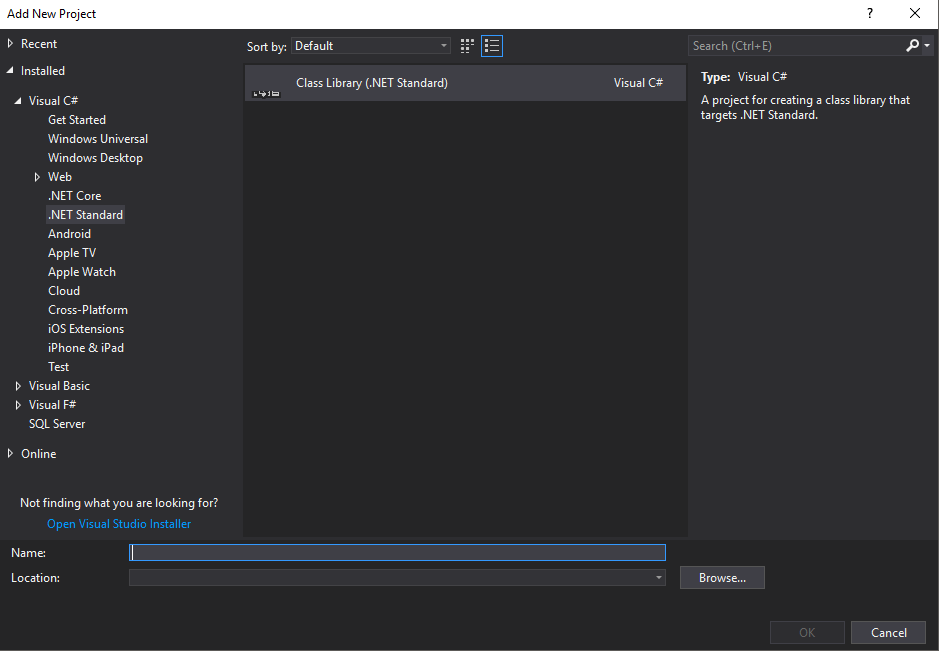 Add New Project
?
Recent
Installed
Visual C#
Get Started
Windows Universal
Windows Desktop
Web
.NET Core
.NET Standard
Android
Apple TV
Apple Watch
Cloud
Cross-Platform
iOS Extensions
iPhone & iPad
Test
Visual Basic
Visual F#
SQL Server
Online
Not finding what you are looking for?
Open Visual Studio Installer
Sort by: Default
Class Library (.NET Standard) Visual C#
Search (Ctrl+E)
Type: Visual C#
A project for creating a class library that
targets .NET Standard.
Name:
Location:
Browse...
OK
Cancel